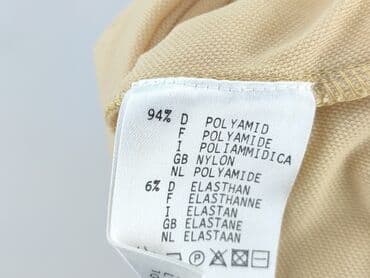 94% D POLYAMID
F POLYAMIDE
I POLIAMMIDICA
GB NYLON
NL POLYAMIDE
6% D ELASTHAN
F ELASTHANNE
I ELASTAN
GB ELASTANE
NL ELASTAAN
P